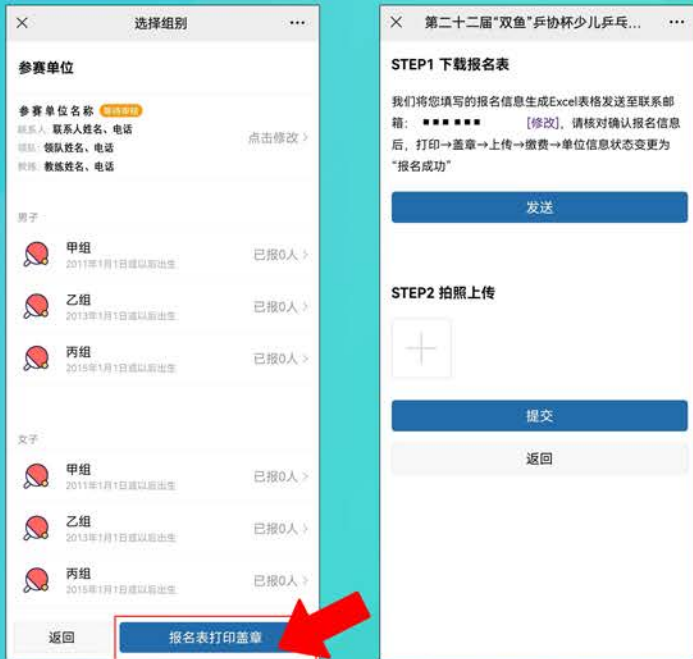 选择组别
参赛单位
参赛单位名称 等待审核
联系人: 联系人姓名、电话
领队: 领队姓名、电话
教练: 教练姓名、电话
点击修改
男子
甲组
2011年1月1日或以后出生
已报0人
乙组
2013年1月1日或以后出生
已报0人
丙组
2015年1月1日或以后出生
已报0人
女子
甲组
2011年1月1日或以后出生
已报0人
乙组
2013年1月1日或以后出生
已报0人
丙组
2015年1月1日或以后出生
已报0人
返回
报名表打印盖章
第二十二届“双鱼”乒协杯少儿乒乓...
STEP1 下载报名表
我们将您填写的报名信息生成Excel表格发送至联系邮
箱: ■■■■■■ [修改], 请核对确认报名信息
后, 打印→盖章→上传→缴费→单位信息状态变更为
“报名成功”
发送
STEP2 拍照上传
提交
返回